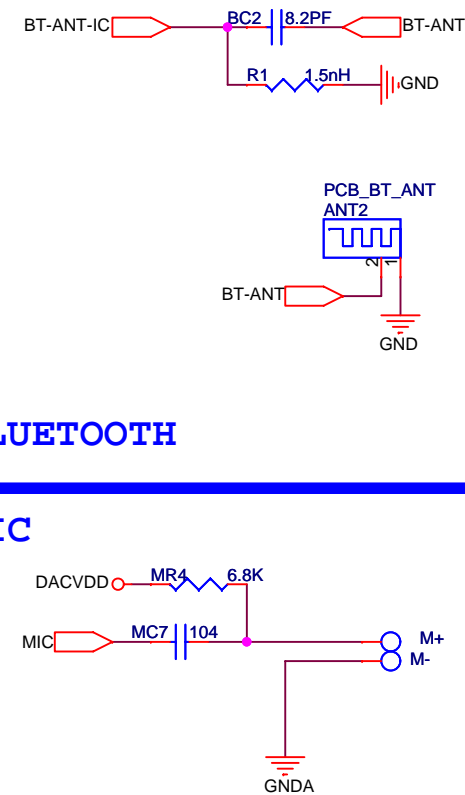 BT-ANT-IC BC2 8.2PF BT-ANT
R1 1.5nH GND
PCB_BT_ANT
ANT2
2 1
BT-ANT
GND
LUETOOTH
IC
DACVDD MR4 6.8K
MIC MC7 104 M+
M-
GNDA